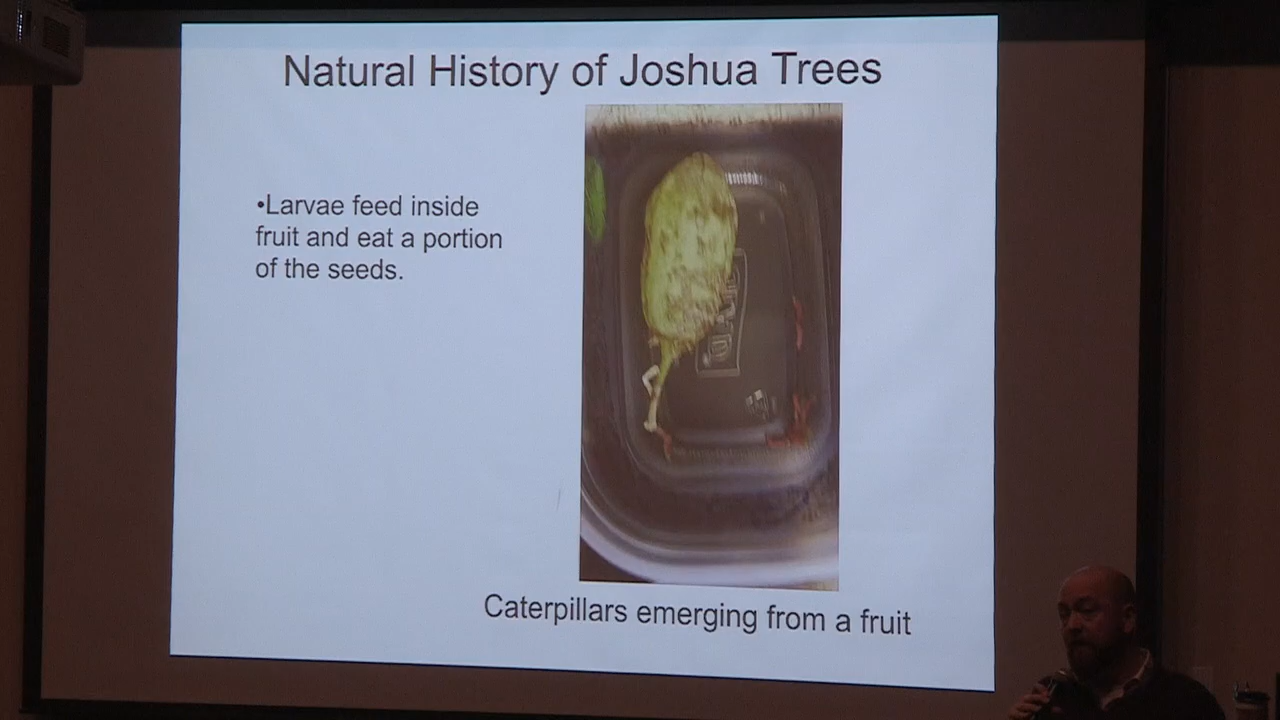 Natural History of Joshua Trees
•Larvae feed inside
fruit and eat a portion
of the seeds.
Caterpillars emerging from a fruit